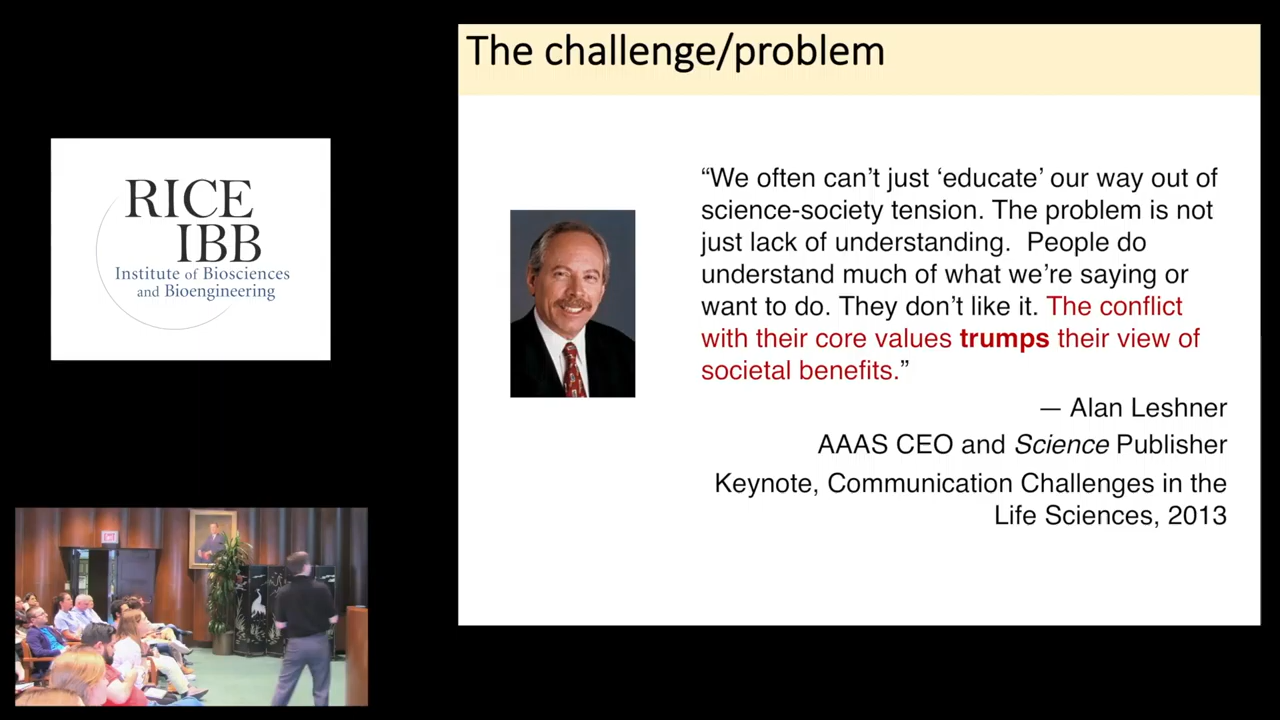 The challenge/problem
RICE
IBB
Institute of Biosciences
and Bioengineering
“We often can’t just ‘educate’ our way out of
science-society tension. The problem is not
just lack of understanding.  People do
understand much of what we’re saying or
want to do. They don’t like it. The conflict
with their core values trumps their view of
societal benefits.”
— Alan Leshner
AAAS CEO and Science Publisher
Keynote, Communication Challenges in the
Life Sciences, 2013